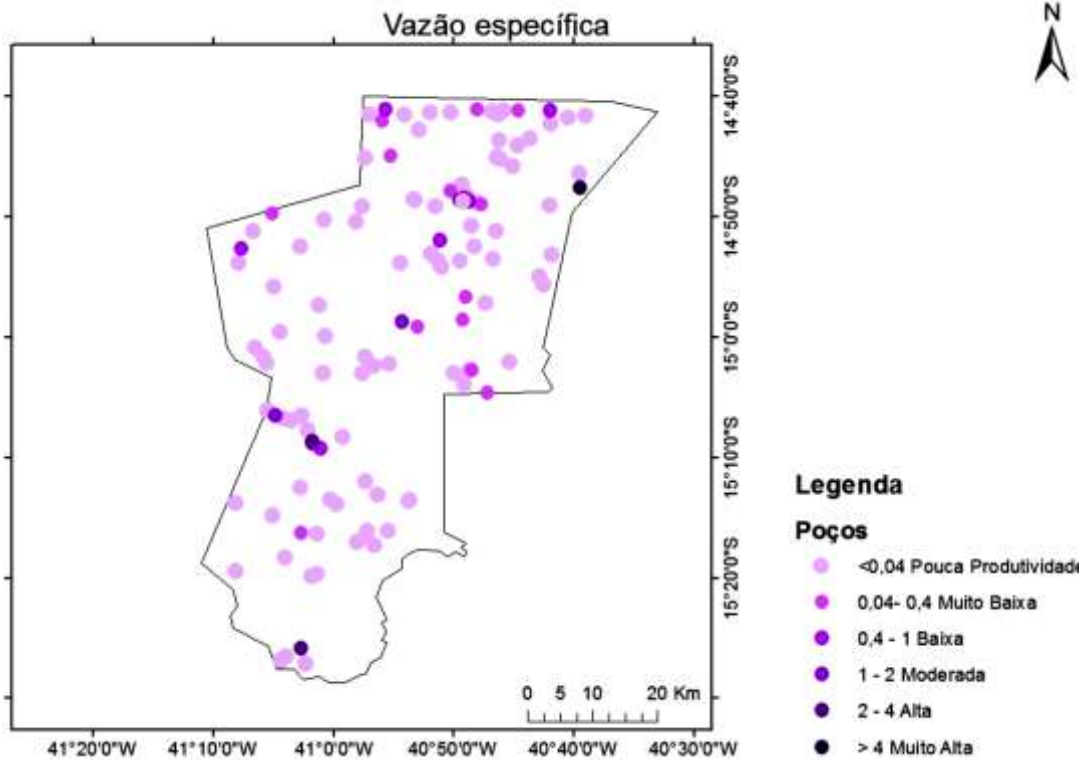 Vazão específica
N
14°40'0"S
14°50'0"S
15°0'0"S
15°10'0"S
15°20'0"S
0 5 10 20 Km
41°20'0"W 41°10'0"W 41°0'0"W 40°50'0"W 40°40'0"W 40°30'0"W
Legenda
Poços
<0,04 Pouca Produtividade
0,04- 0,4 Muito Baixa
0,4 - 1 Baixa
1 - 2 Moderada
2 - 4 Alta
> 4 Muito Alta